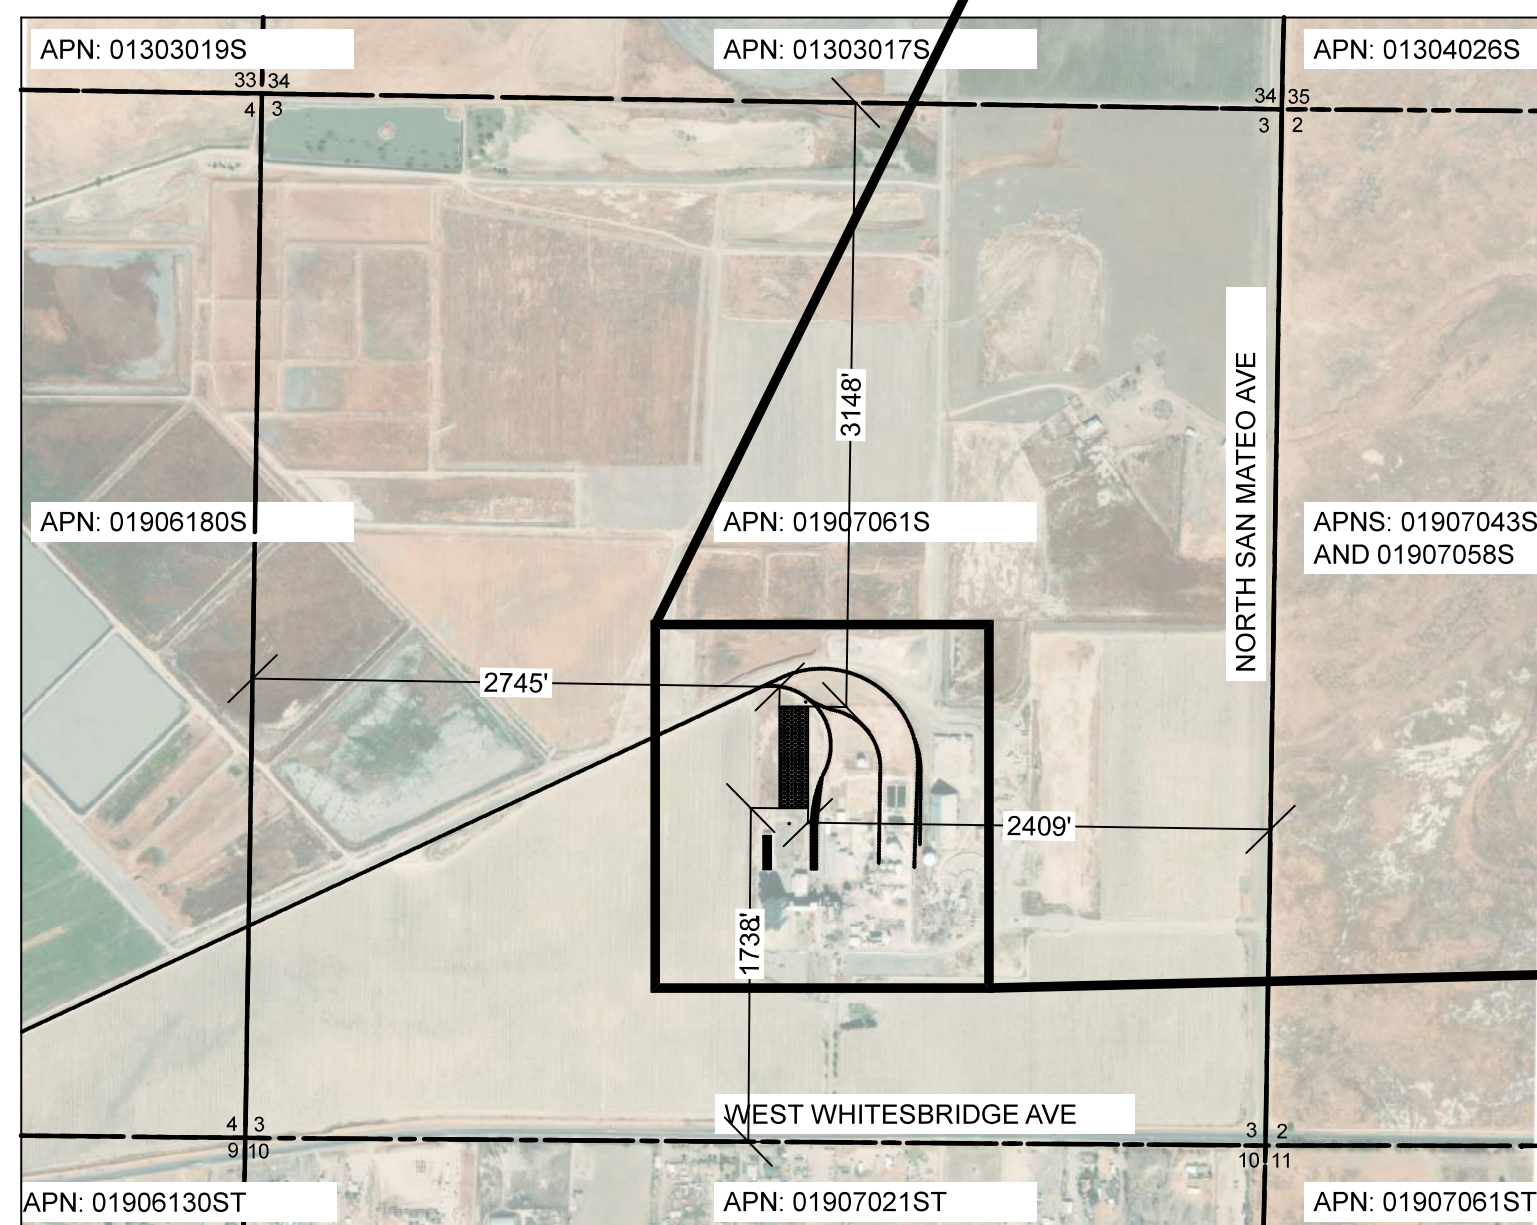 APN: 01303019S
APN: 01303017S
APN: 01304026S
33 34
4 3
34 35
3 2
3148'
NORTH SAN MATEO AVE
APN: 01906180S
APN: 01907061S
APNS: 01907043S
AND 01907058S
2745'
2409'
1738'
WEST WHITESBRIDGE AVE
4 3
9 10
3 2
10 11
APN: 01906130ST
APN: 01907021ST
APN: 01907061ST